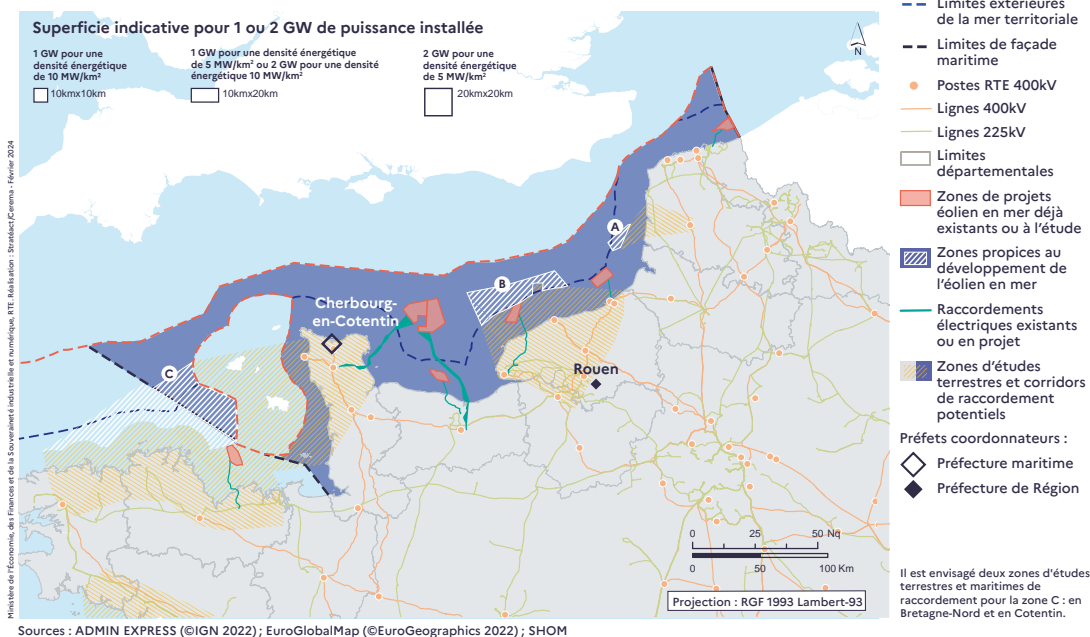 Superficie indicative pour 1 ou 2 GW de puissance installée
1 GW pour une
densité énergétique
de 10 MW/km²
10kmx10km
1 GW pour une densité énergétique
de 5 MW/km² ou 2 GW pour une densité
énergétique 10 MW/km²
10kmx20km
2 GW pour une
densité énergétique
de 5 MW/km²
20kmx20km
N
A
B
C
Cherbourg-
en-Cotentin
Rouen
0 25 50 Nq
0 50 100 Km
Projection : RGF 1993 Lambert-93
Limites extérieures
de la mer territoriale
Limites de façade
maritime
Postes RTE 400kV
Lignes 400kV
Lignes 225kV
Limites
départementales
Zones de projets
éolien en mer déjà
existants ou à l'étude
Zones propices au
développement de
l'éolien en mer
Raccordements
électriques existants
ou en projet
Zones d'études
terrestres et corridors
de raccordement
potentiels
Préfets coordonnateurs :
Préfecture maritime
Préfecture de Région
Il est envisagé deux zones d'études
terrestres et maritimes de
raccordement pour la zone C : en
Bretagne-Nord et en Cotentin.
Ministère de l'Économie, des Finances et de la Souveraineté industrielle et numérique, RTE. Réalisation : Stratéact/Cerema - Février 2024
Sources : ADMIN EXPRESS (©IGN 2022) ; EuroGlobalMap (©EuroGeographics 2022) ; SHOM